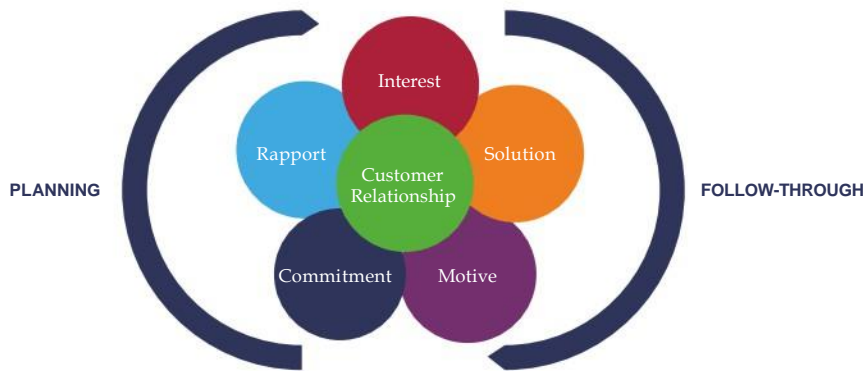 Interest
Rapport
Solution
Customer
Relationship
PLANNING
FOLLOW-THROUGH
Commitment
Motive